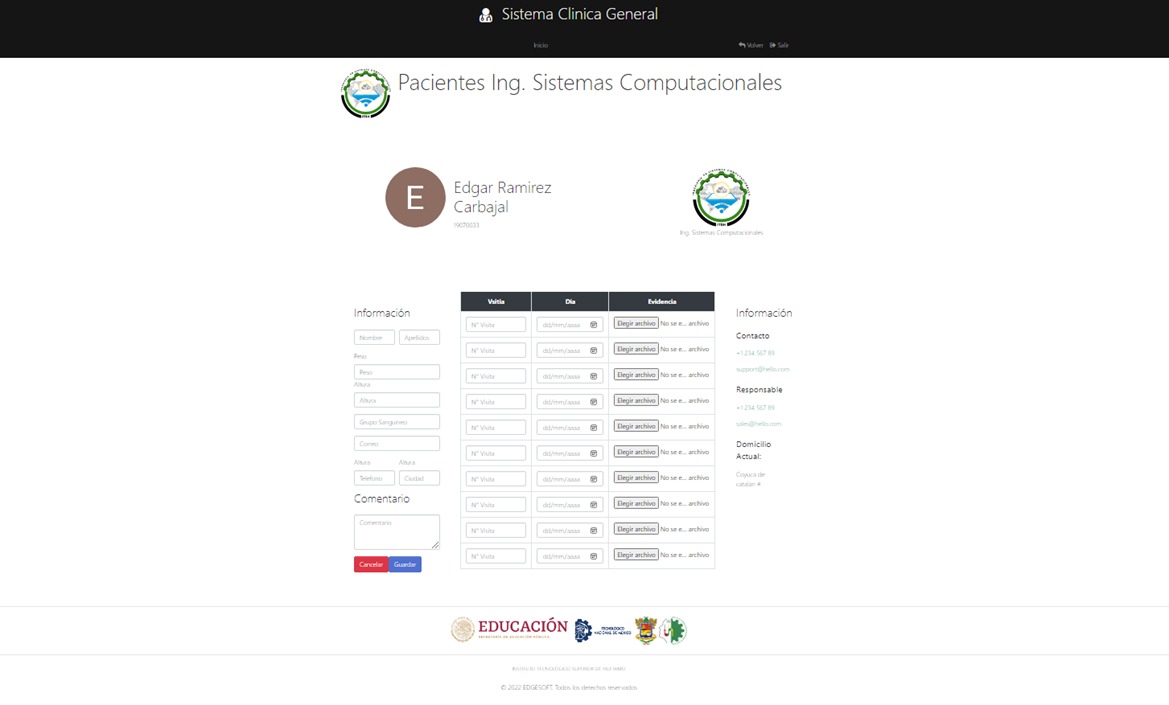 Sistema Clinica General
Inicio
Volver Salir
Pacientes Ing. Sistemas Computacionales
E
Edgar Ramirez
Carbajal
19070033
Ing. Sistemas Computacionales
Información
Nombre Apellidos
Peso
Peso
Altura
Altura
Grupo Sanguineo
Correo
Altura Altura
Telefono Ciudad
Comentario
Comentario
Cancelar Guardar
Vsitia Dia Evidencia
N° Visita dd/mm/aaaa Elegir archivo No se e... archivo
N° Visita dd/mm/aaaa Elegir archivo No se e... archivo
N° Visita dd/mm/aaaa Elegir archivo No se e... archivo
N° Visita dd/mm/aaaa Elegir archivo No se e... archivo
N° Visita dd/mm/aaaa Elegir archivo No se e... archivo
N° Visita dd/mm/aaaa Elegir archivo No se e... archivo
N° Visita dd/mm/aaaa Elegir archivo No se e... archivo
N° Visita dd/mm/aaaa Elegir archivo No se e... archivo
N° Visita dd/mm/aaaa Elegir archivo No se e... archivo
N° Visita dd/mm/aaaa Elegir archivo No se e... archivo
Información
Contacto
+1 234 567 89
support@hello.com
Responsable
+1 234 567 89
sales@hello.com
Domicilio
Actual:
Coyuca de
catalan #
EDUCACIÓN
SECRETARÍA DE EDUCACIÓN PÚBLICA
TECNOLÓGICO
NACIONAL DE MÉXICO
INSTITUTO TECNOLOGICO SUPERIOR DE
© 2022 EDGESOFT. Todos los derechos reservados.